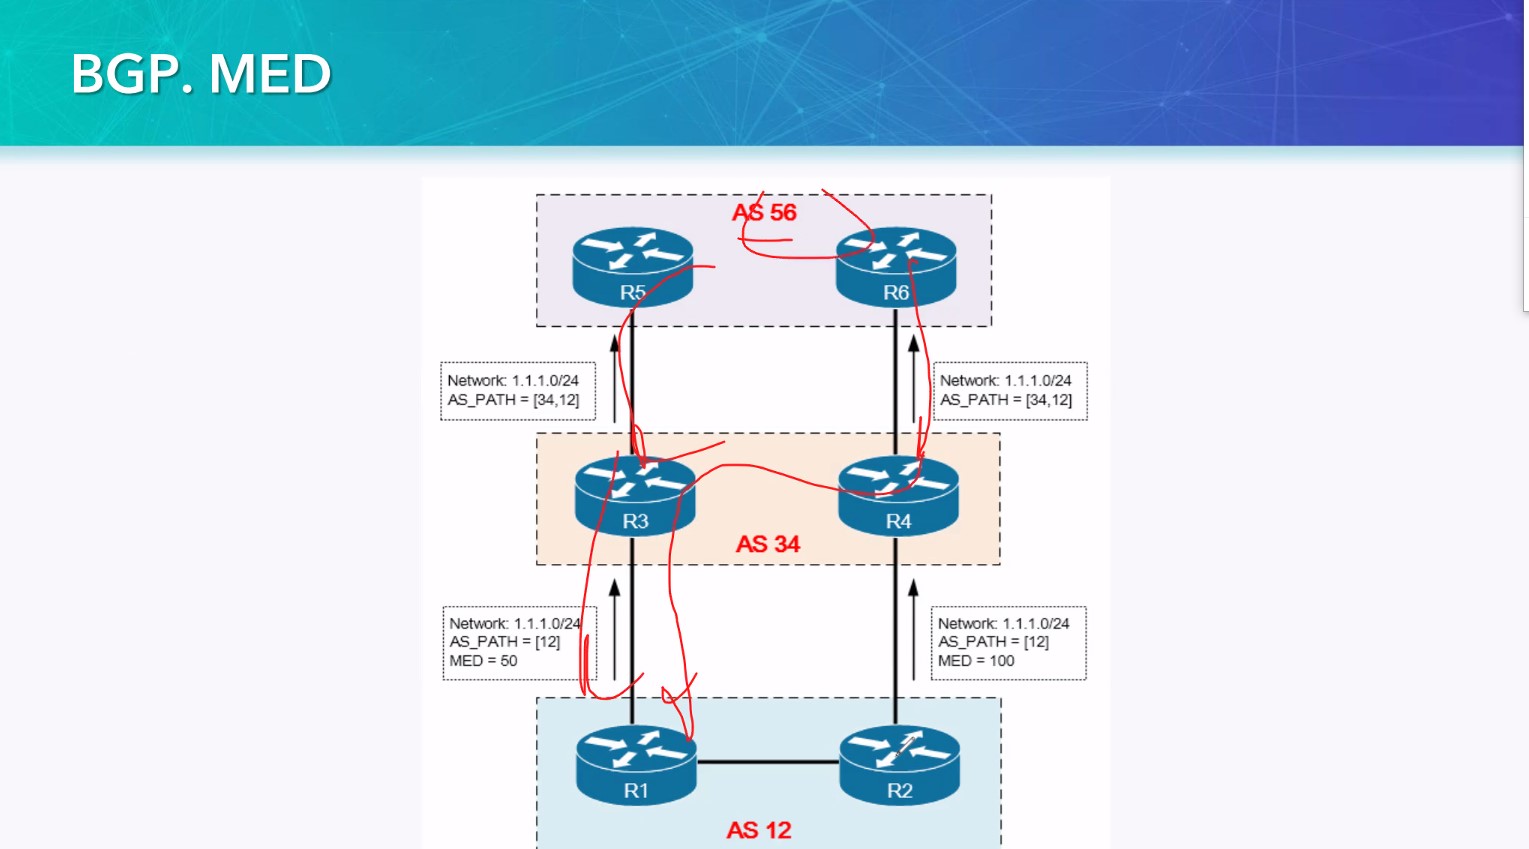 BGP. MED
AS 56
R5
R6
Network: 1.1.1.0/24
AS_PATH = [34,12]
Network: 1.1.1.0/24
AS_PATH = [34,12]
R3
R4
AS 34
Network: 1.1.1.0/24
AS_PATH = [12]
MED = 50
Network: 1.1.1.0/24
AS_PATH = [12]
MED = 100
R1
R2
AS 12